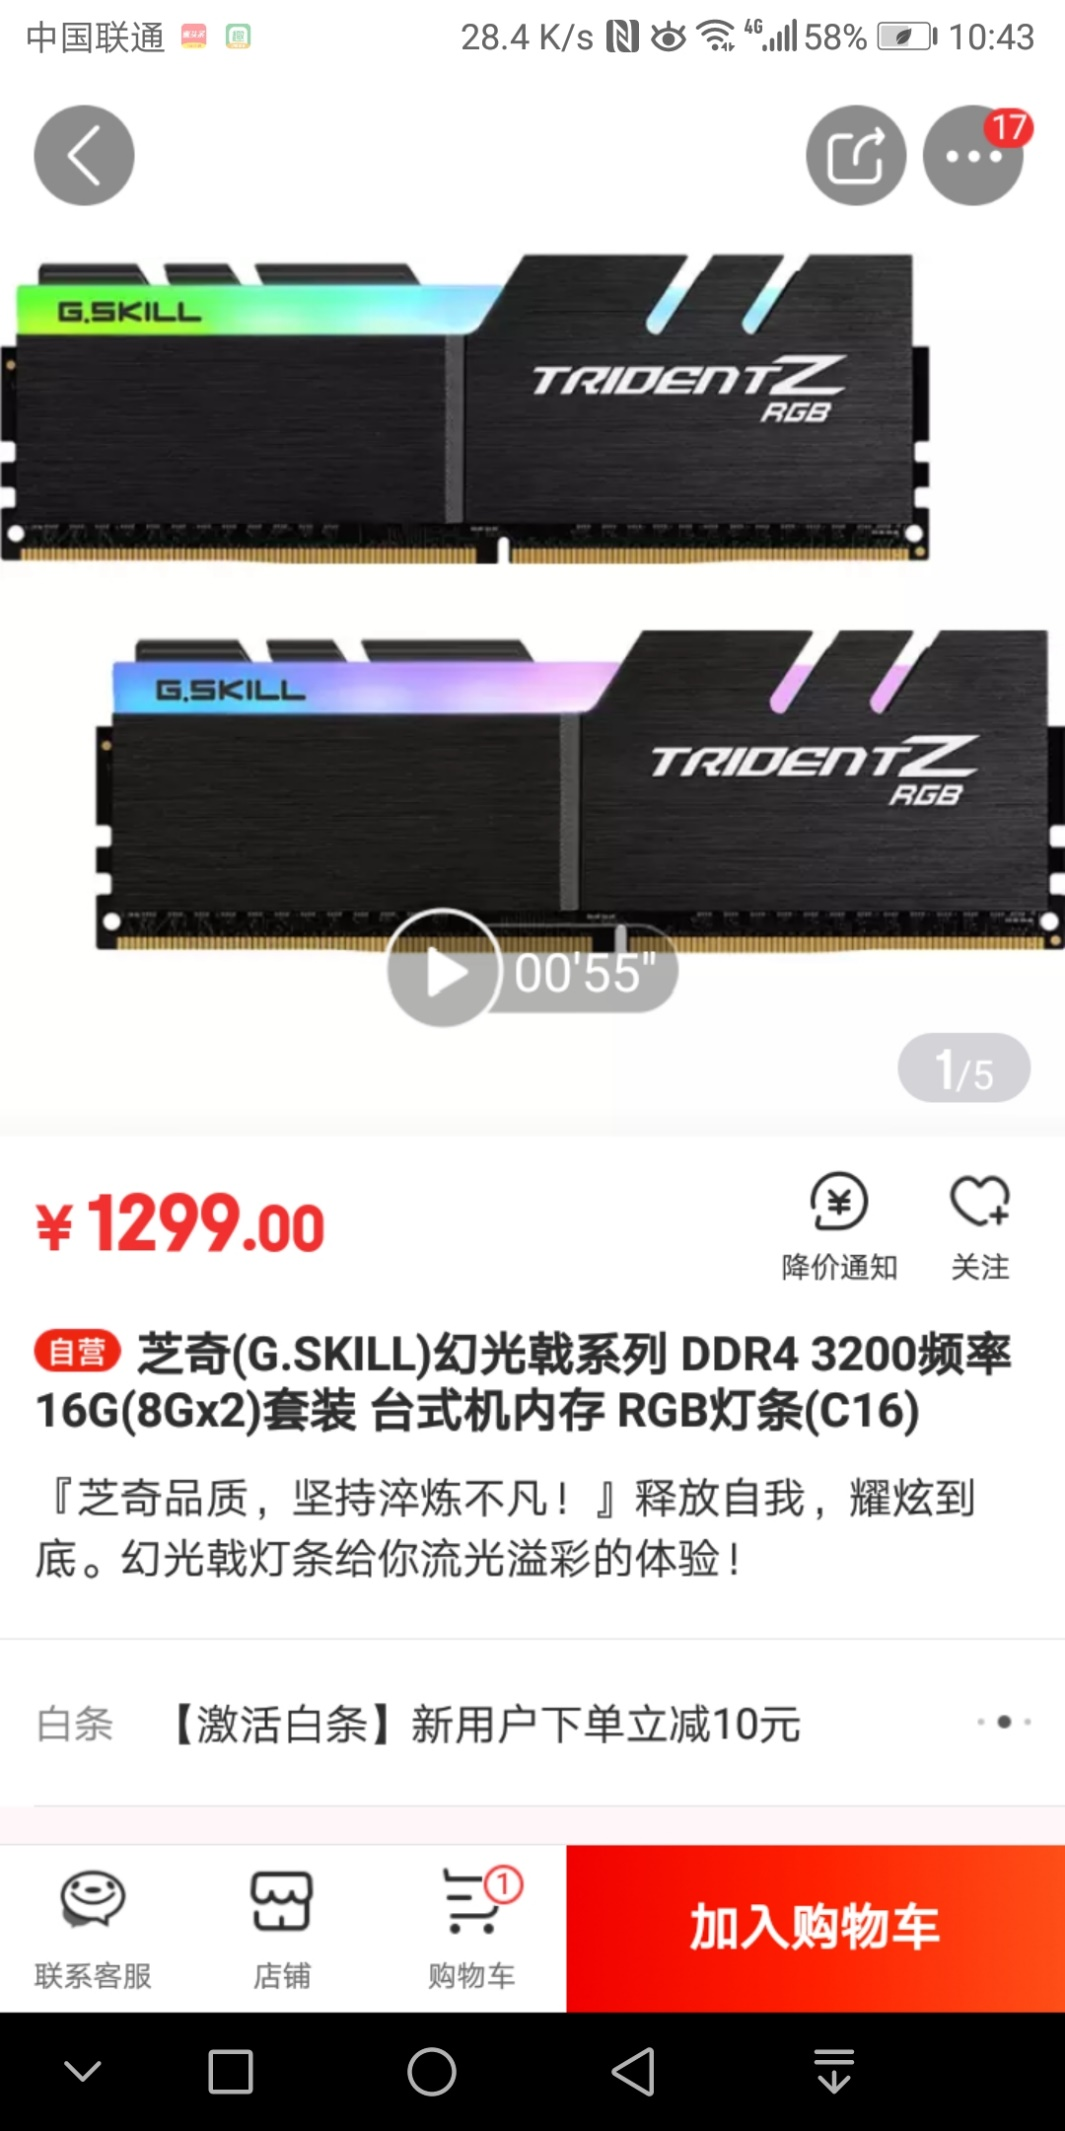 中国联通
28.4 K/s 4G 58% 10:43
17
G.SKILL
TRIDENTZ
RGB
G.SKILL
TRIDENTZ
RGB
00'55"
1/5
¥1299.00
降价通知
关注
自营 芝奇(G.SKILL)幻光戟系列 DDR4 3200频率
16G(8Gx2)套装 台式机内存 RGB灯条(C16)
『芝奇品质，坚持淬炼不凡！』释放自我，耀炫到
底。幻光戟灯条给你流光溢彩的体验！
白条 【激活白条】新用户下单立减10元
1
联系客服
店铺
购物车
加入购物车